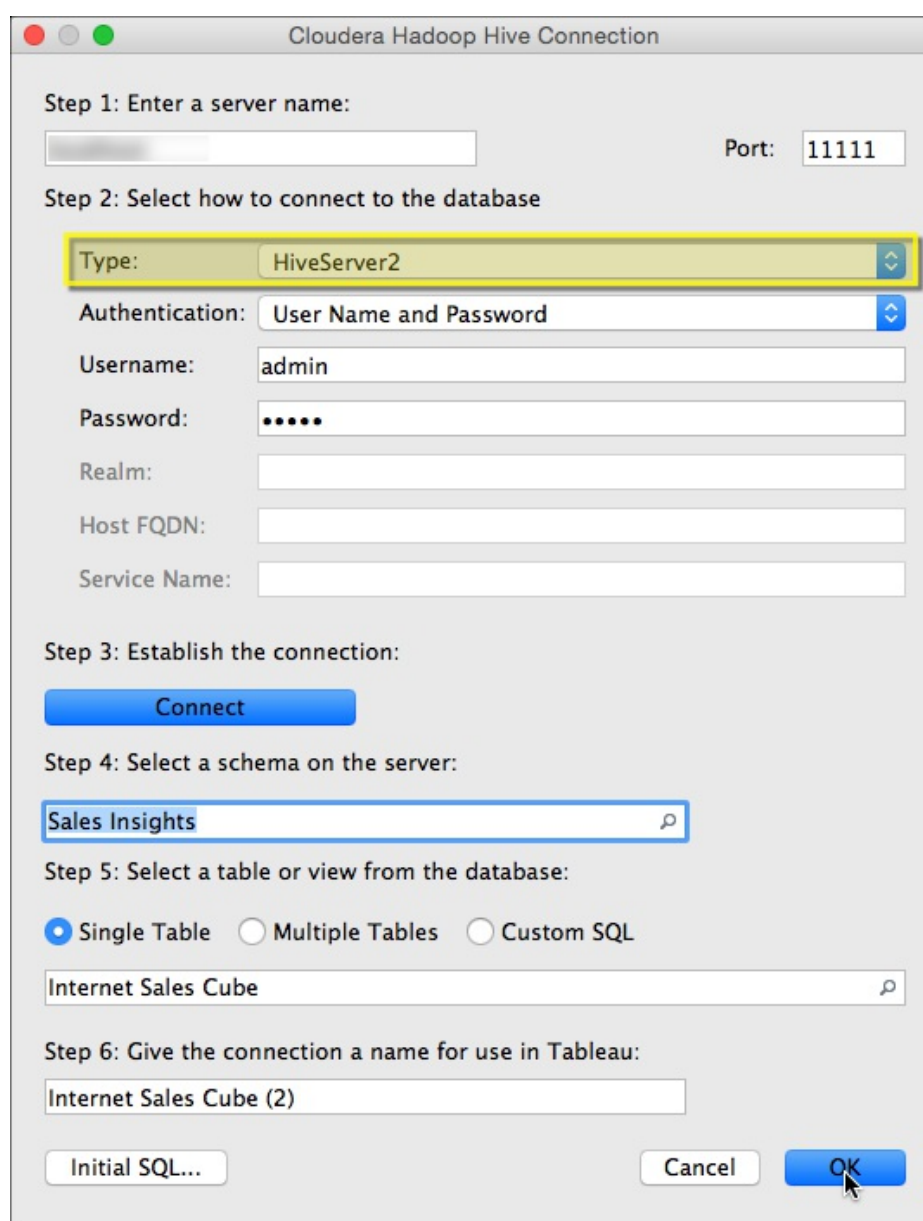 Cloudera Hadoop Hive Connection
Step 1: Enter a server name:
Port: 11111
Step 2: Select how to connect to the database
Type: HiveServer2
Authentication: User Name and Password
Username: admin
Password: •••••
Realm:
Host FQDN:
Service Name:
Step 3: Establish the connection:
Connect
Step 4: Select a schema on the server:
Sales Insights
Step 5: Select a table or view from the database:
Single Table Multiple Tables Custom SQL
Internet Sales Cube
Step 6: Give the connection a name for use in Tableau:
Internet Sales Cube (2)
Initial SQL... Cancel OK